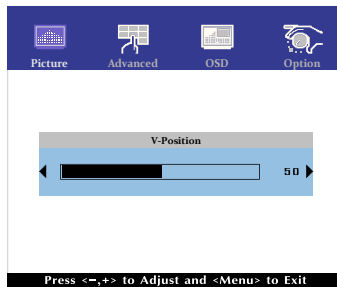 Picture Advanced OSD Option
V-Position
50
Press <–,+> to Adjust and <Menu> to Exit